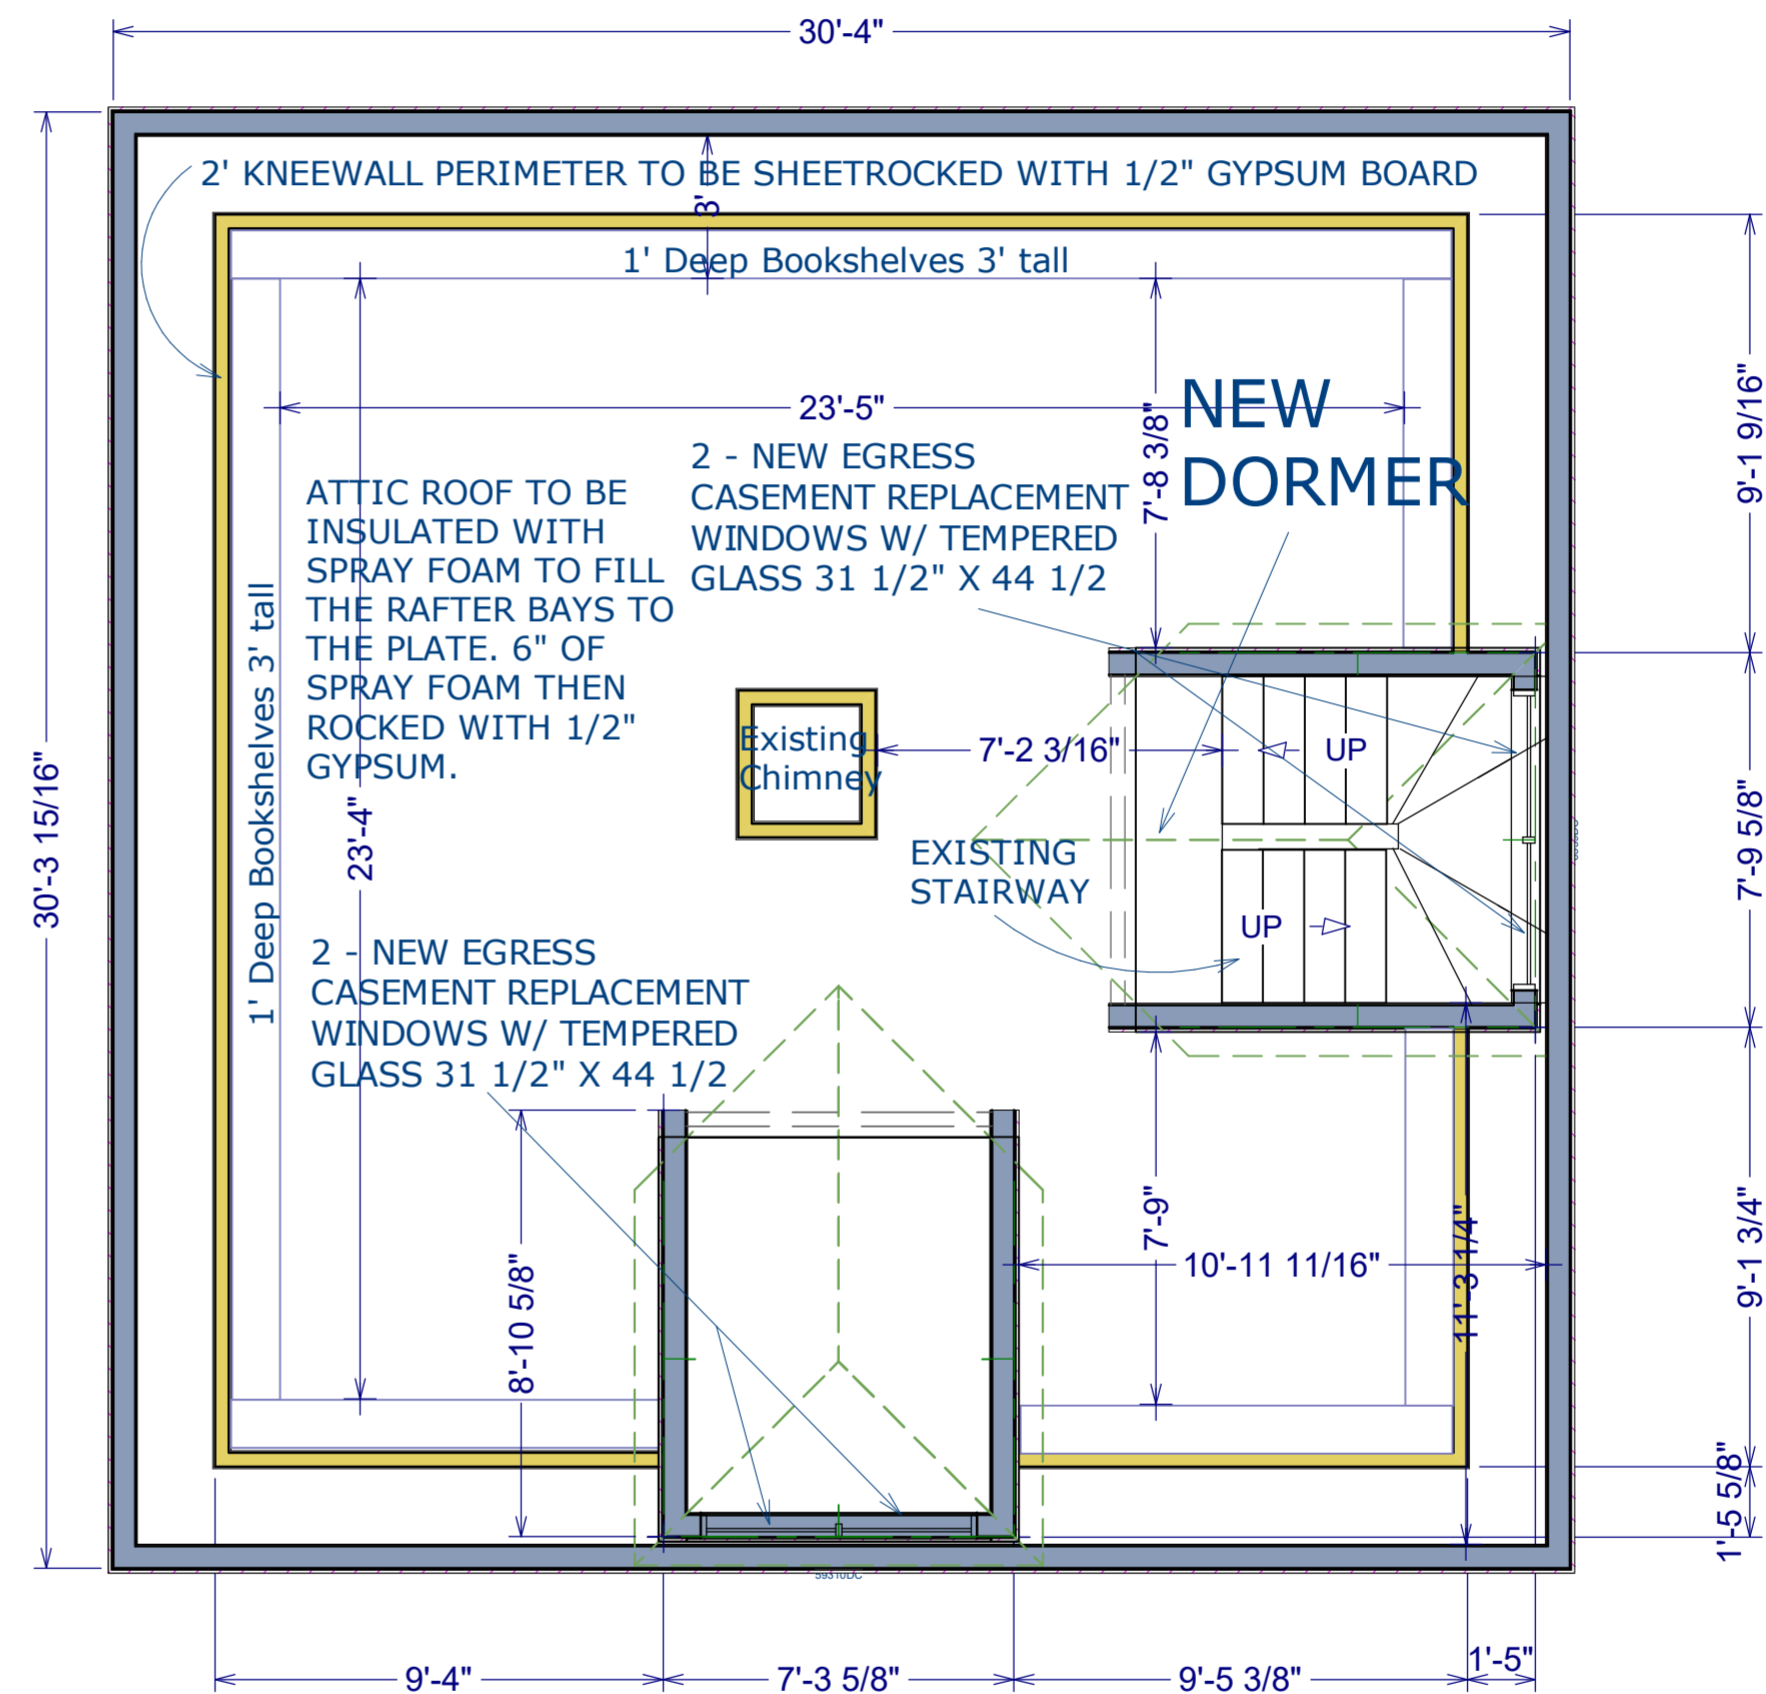 30'-4"
2' KNEEWALL PERIMETER TO BE SHEETROCKED WITH 1/2" GYPSUM BOARD
3'
1' Deep Bookshelves 3' tall
23'-5"
7'-8 3/8"
NEW
DORMER
9'-1 9/16"
2 - NEW EGRESS
CASEMENT REPLACEMENT
WINDOWS W/ TEMPERED
GLASS 31 1/2" X 44 1/2
ATTIC ROOF TO BE
INSULATED WITH
SPRAY FOAM TO FILL
THE RAFTER BAYS TO
THE PLATE. 6" OF
SPRAY FOAM THEN
ROCKED WITH 1/2"
GYPSUM.
1' Deep Bookshelves 3' tall
30'-3 15/16"
23'-4"
Existing
Chimney
7'-2 3/16"
UP
7'-9 5/8"
EXISTING
STAIRWAY
UP
2 - NEW EGRESS
CASEMENT REPLACEMENT
WINDOWS W/ TEMPERED
GLASS 31 1/2" X 44 1/2
8'-10 5/8"
7'-9"
10'-11 11/16"
11'-3 1/4"
9'-1 3/4"
1'-5 5/8"
59310DC
9'-4"
7'-3 5/8"
9'-5 3/8"
1'-5"